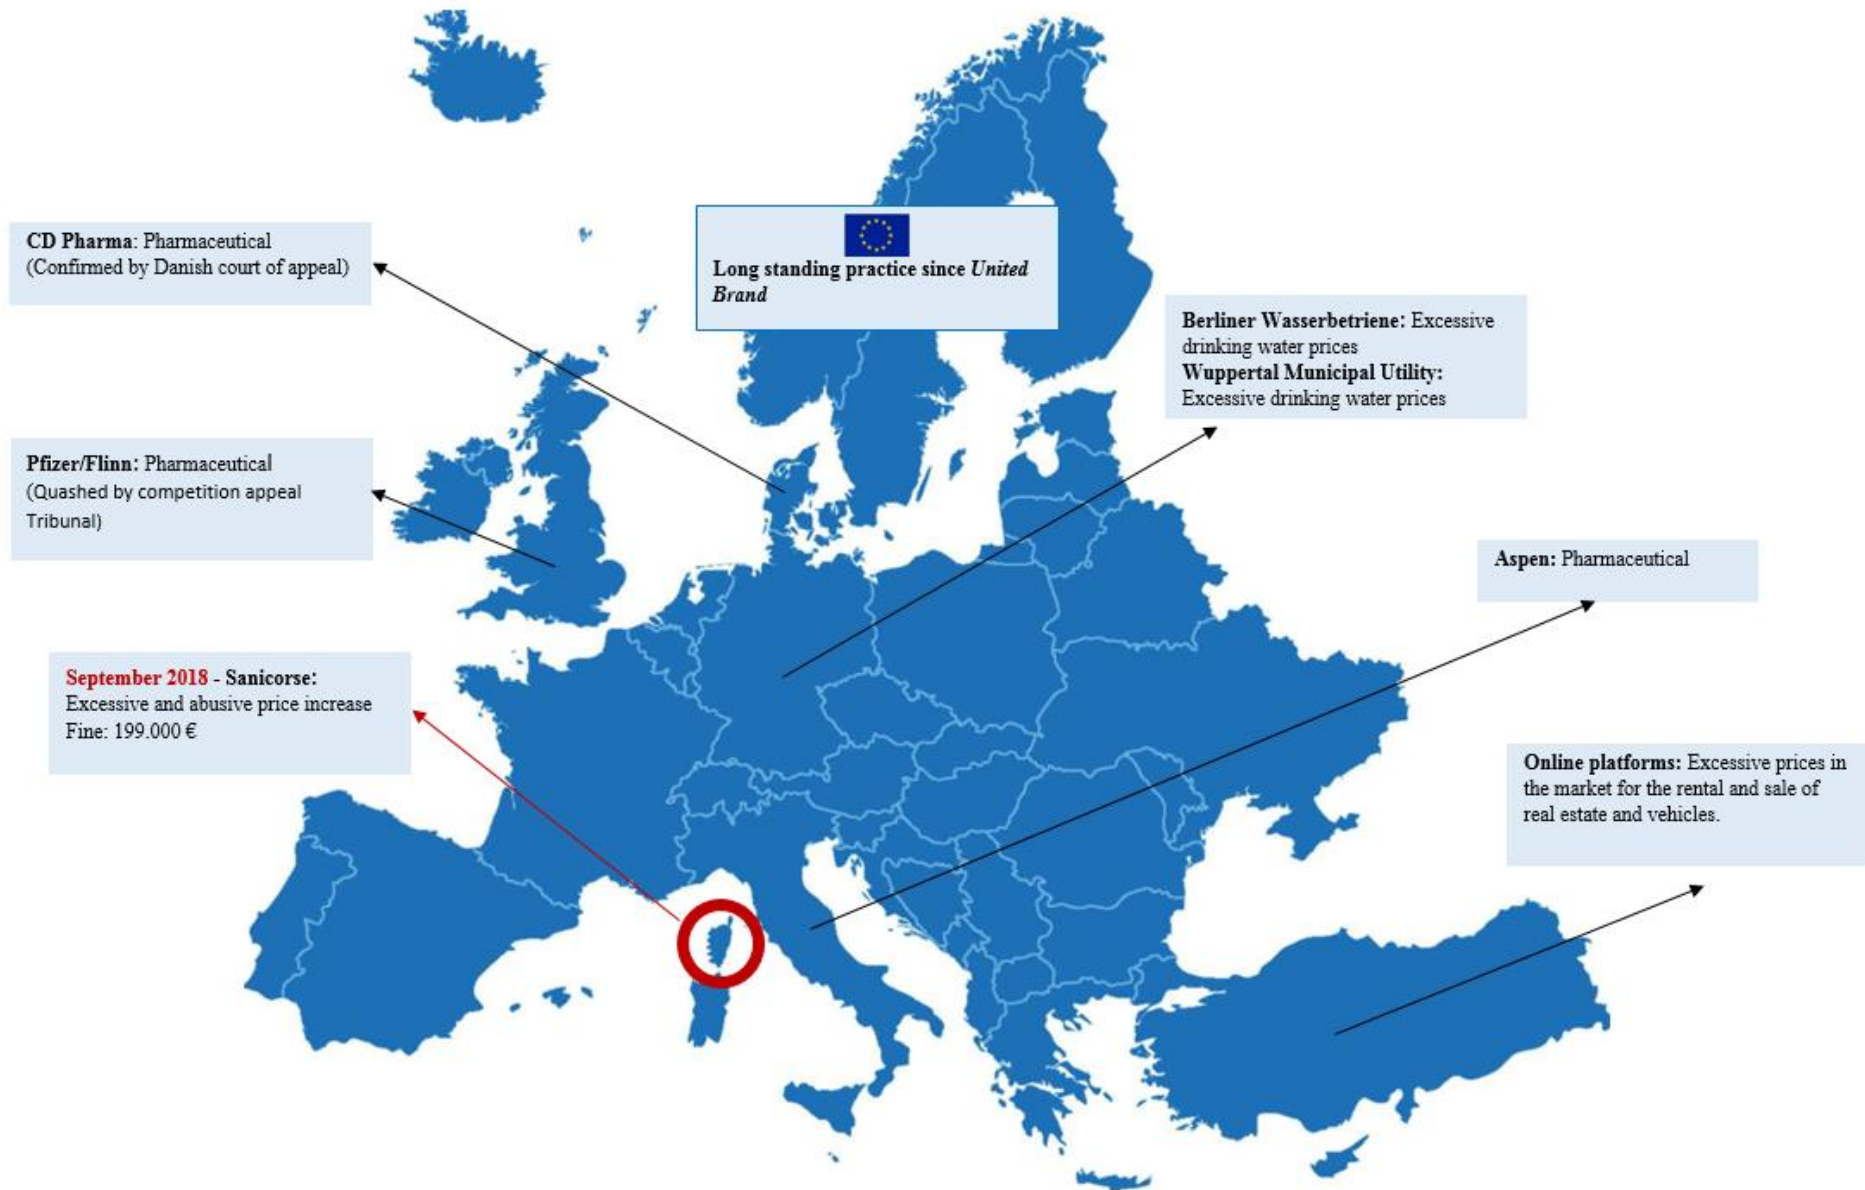 CD Pharma: Pharmaceutical
(Confirmed by Danish court of appeal)
Long standing practice since United
Brand
Berliner Wasserbetriene: Excessive
drinking water prices
Wuppertal Municipal Utility:
Excessive drinking water prices
Pfizer/Flinn: Pharmaceutical
(Quashed by competition appeal
Tribunal)
Aspen: Pharmaceutical
September 2018 - Sanicorse:
Excessive and abusive price increase
Fine: 199.000 €
Online platforms: Excessive prices in
the market for the rental and sale of
real estate and vehicles.